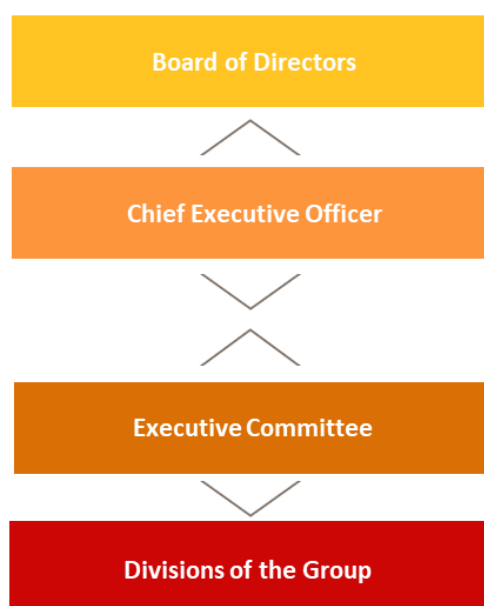 Board of Directors
Chief Executive Officer
Executive Committee
Divisions of the Group